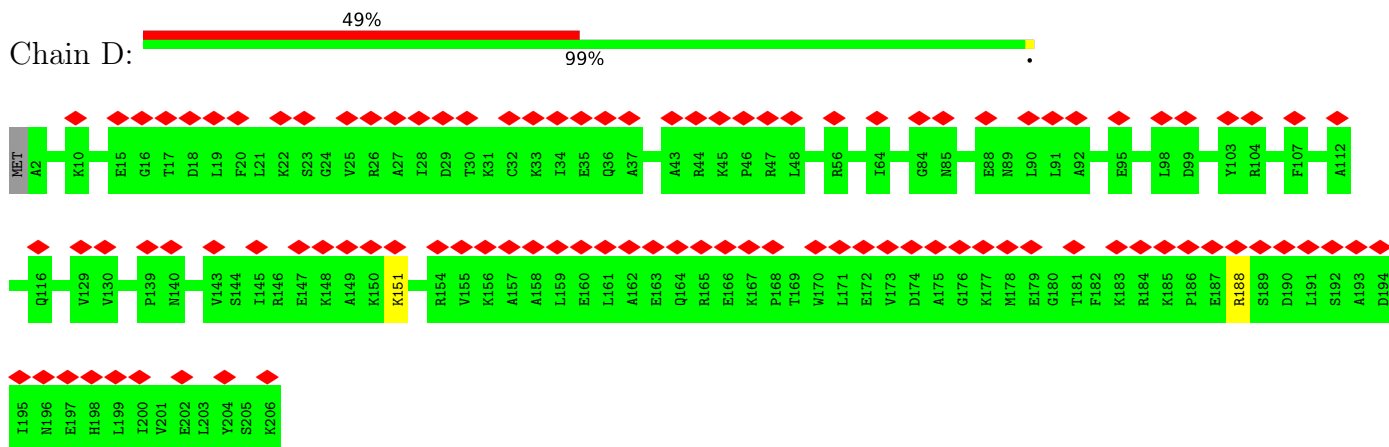 49%
Chain D:
99% •
MET A2 K10 E15 G16 T17 D18 L19 F20 L21 K22 S23 G24 V25 R26 A27 I28 D29 T30 K31 C32 K33 I34 E35 Q36 A37 A43 R44 K45 P46 R47 L48 R56 I64 G84 N85 E88 N89 L90 L91 A92 E95 L98 D99 Y103 R104 F107 A112
Q116 V129 V130 P139 N140 V143 S144 I145 R146 E147 K148 A149 K150 K151 R154 V155 K156 A157 A158 L159 E160 L161 A162 E163 Q164 R165 E166 K167 P168 T169 W170 L171 E172 V173 D174 A175 G176 K177 M178 E179 G180 T181 F182 K183 R184 K185 P186 E187 R188 S189 D190 L191 S192 A193 D194
I195 N196 E197 H198 L199 I200 V201 E202 L203 Y204 S205 K206